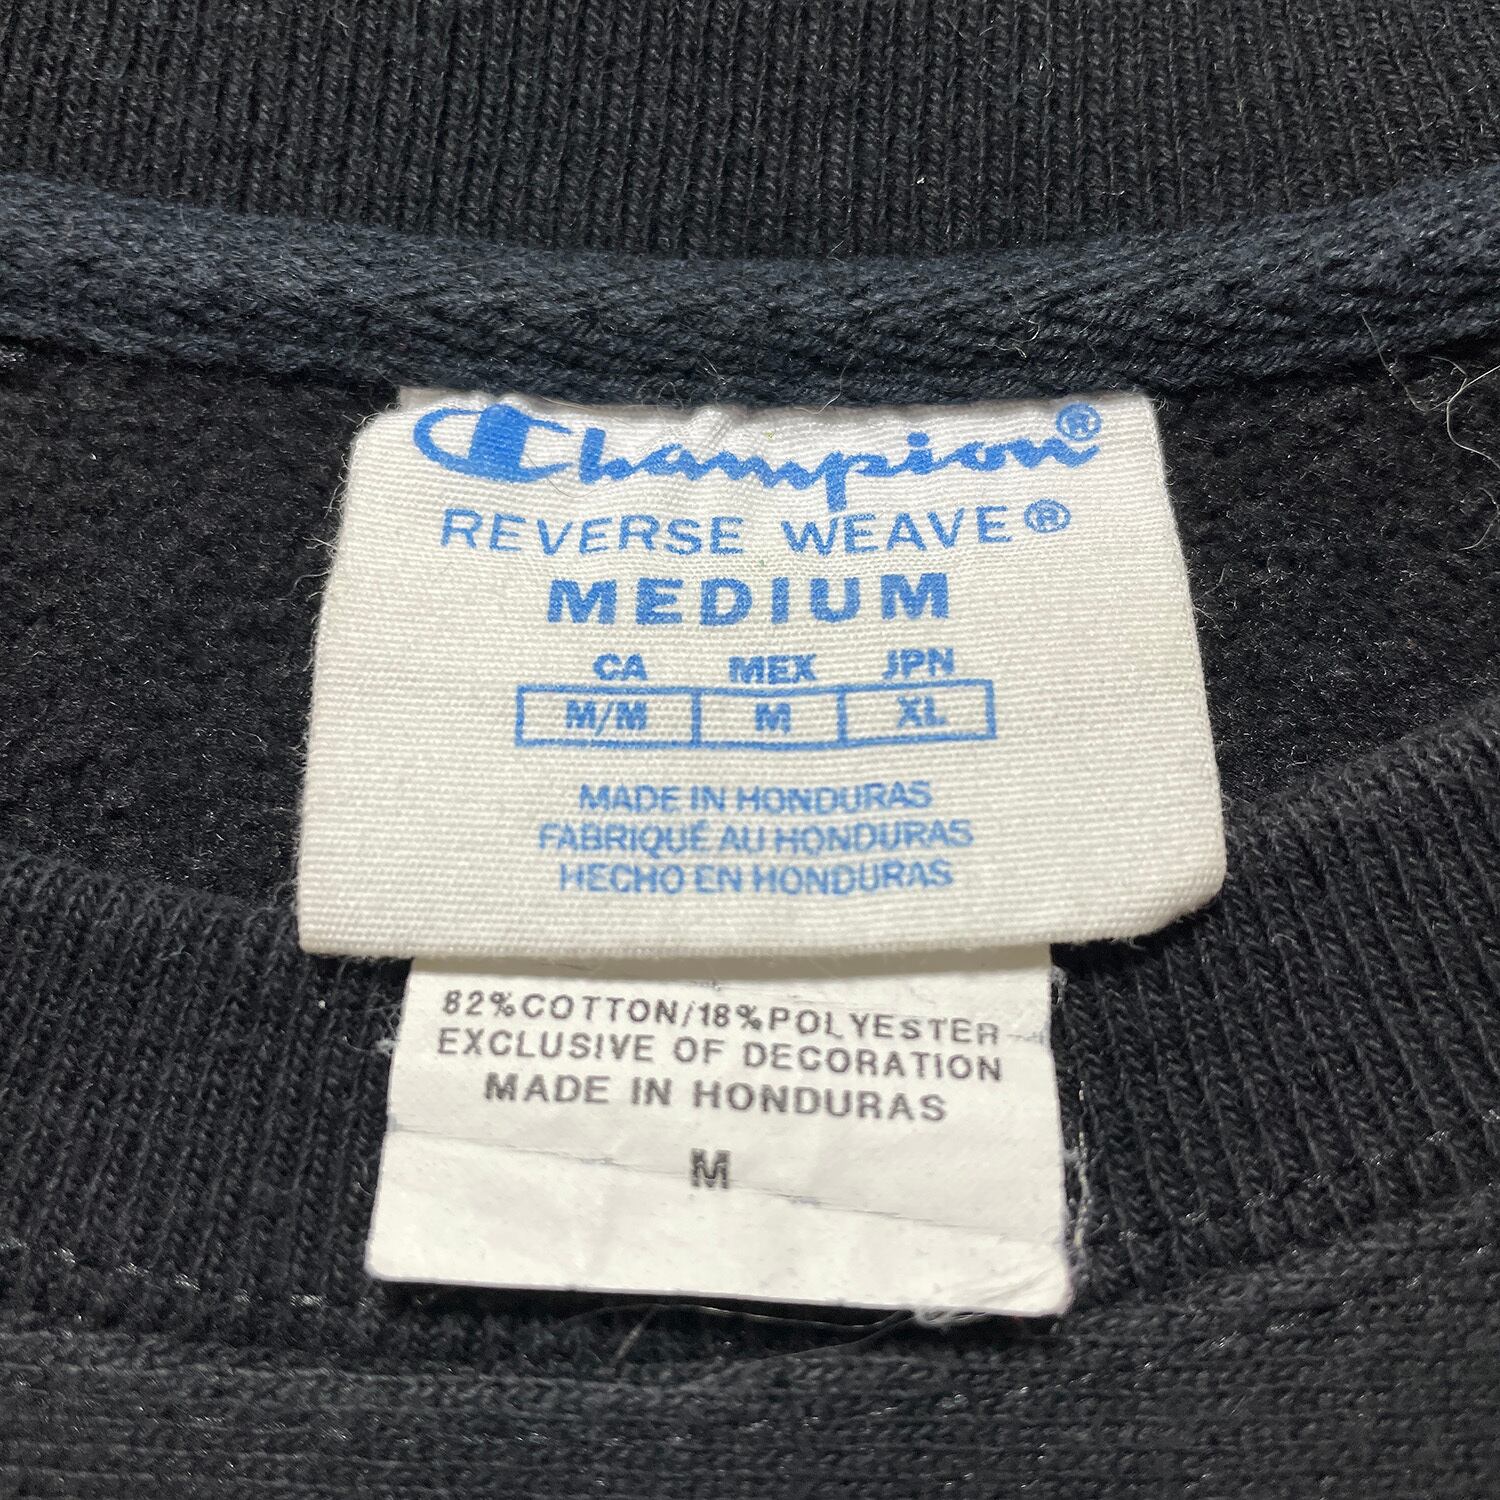 Champion®
REVERSE WEAVE®
MEDIUM
CA MEX JPN
M/M M XL
MADE IN HONDURAS
FABRIQUÉ AU HONDURAS
HECHO EN HONDURAS
82%COTTON/18%POLYESTER
EXCLUSIVE OF DECORATION
MADE IN HONDURAS
M